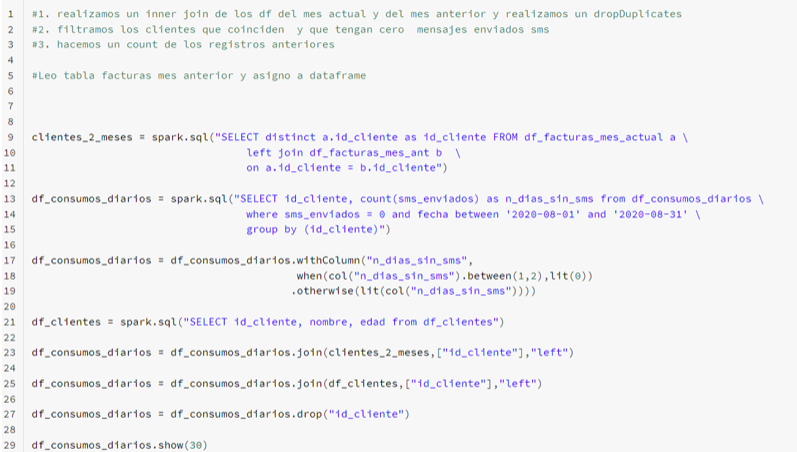 1 #1. realizamos un inner join de los df del mes actual y del mes anterior y realizamos un dropDuplicates
2 #2. filtramos los clientes que coinciden  y que tengan cero  mensajes enviados sms
3 #3. hacemos un count de los registros anteriores
4
5 #Leo tabla facturas mes anterior y asigno a dataframe
6
7
8
9 clientes_2_meses = spark.sql("SELECT distinct a.id_cliente as id_cliente FROM df_facturas_mes_actual a \
10 left join df_facturas_mes_ant b  \
11 on a.id_cliente = b.id_cliente")
12
13 df_consumos_diarios = spark.sql("SELECT id_cliente, count(sms_enviados) as n_dias_sin_sms from df_consumos_diarios \
14 where sms_enviados = 0 and fecha between '2020-08-01' and '2020-08-31' \
15 group by (id_cliente)")
16
17 df_consumos_diarios = df_consumos_diarios.withColumn("n_dias_sin_sms",
18 when(col("n_dias_sin_sms").between(1,2),lit(0))
19 .otherwise(lit(col("n_dias_sin_sms"))))
20
21 df_clientes = spark.sql("SELECT id_cliente, nombre, edad from df_clientes")
22
23 df_consumos_diarios = df_consumos_diarios.join(clientes_2_meses,["id_cliente"],"left")
24
25 df_consumos_diarios = df_consumos_diarios.join(df_clientes,["id_cliente"],"left")
26
27 df_consumos_diarios = df_consumos_diarios.drop("id_cliente")
28
29 df_consumos_diarios.show(30)